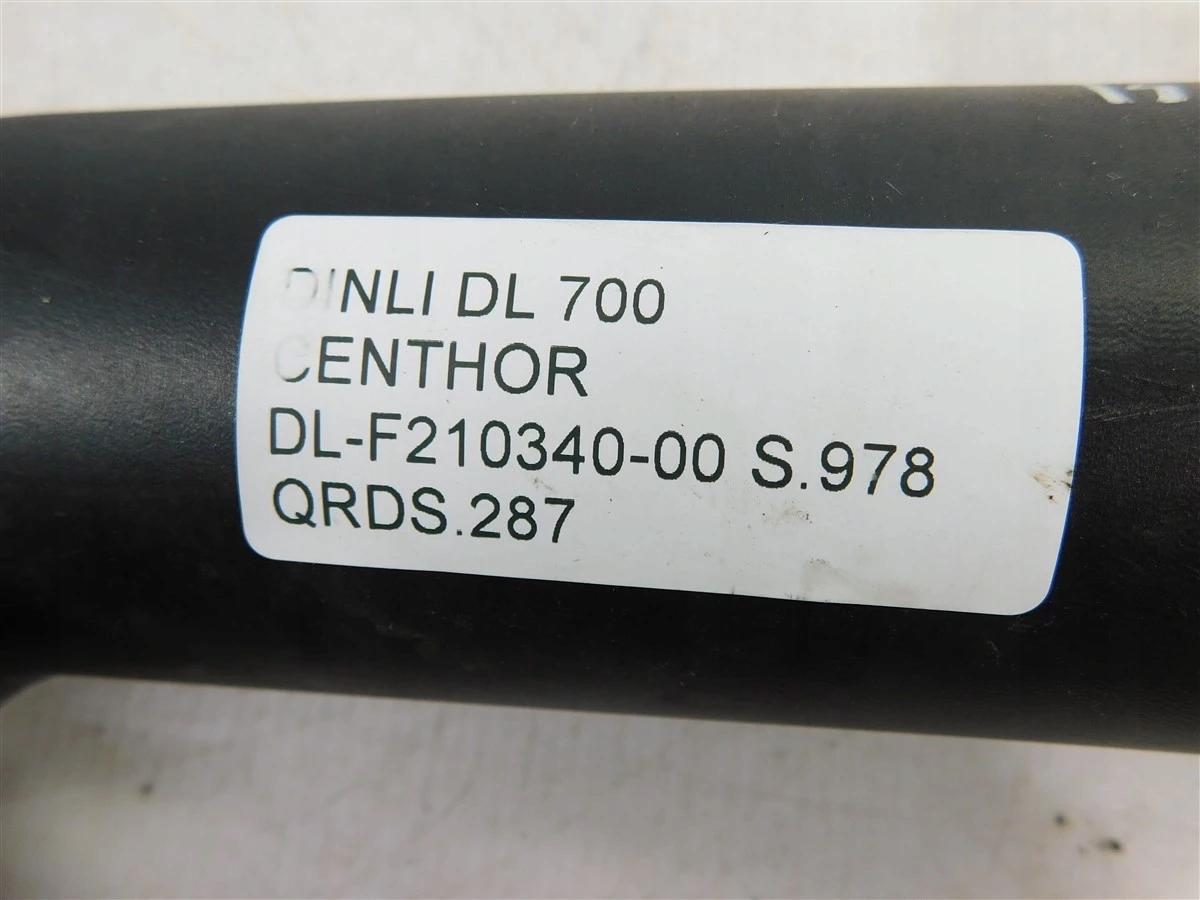 DINLI DL 700
CENTHOR
DL-F210340-00 S.978
QRDS.287